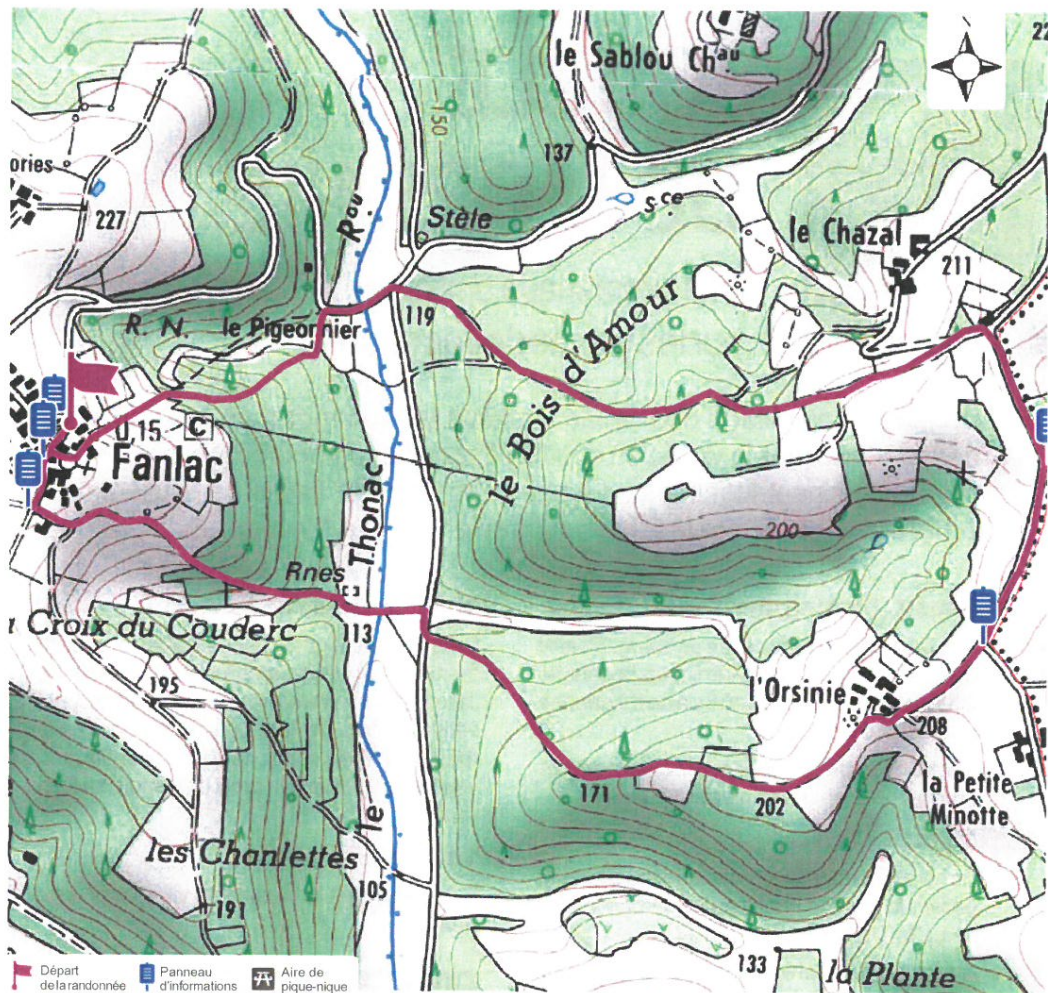 le Sablou Chau
22
150
137
ories
227
Rau
Stèle
Sce
le Chazal
211
R. N.
le Pigeonnier
119
le Bois d'Amour
15
C
Fanlac
200
le Thonac
Rnes
Croix du Couderc
113
195
l'Orsinie
208
171
202
la Petite
Minotte
les Chanlettes
105
191
133
la Plante
Départ
de la randonnée
Panneau
d'informations
Aire de
pique-nique